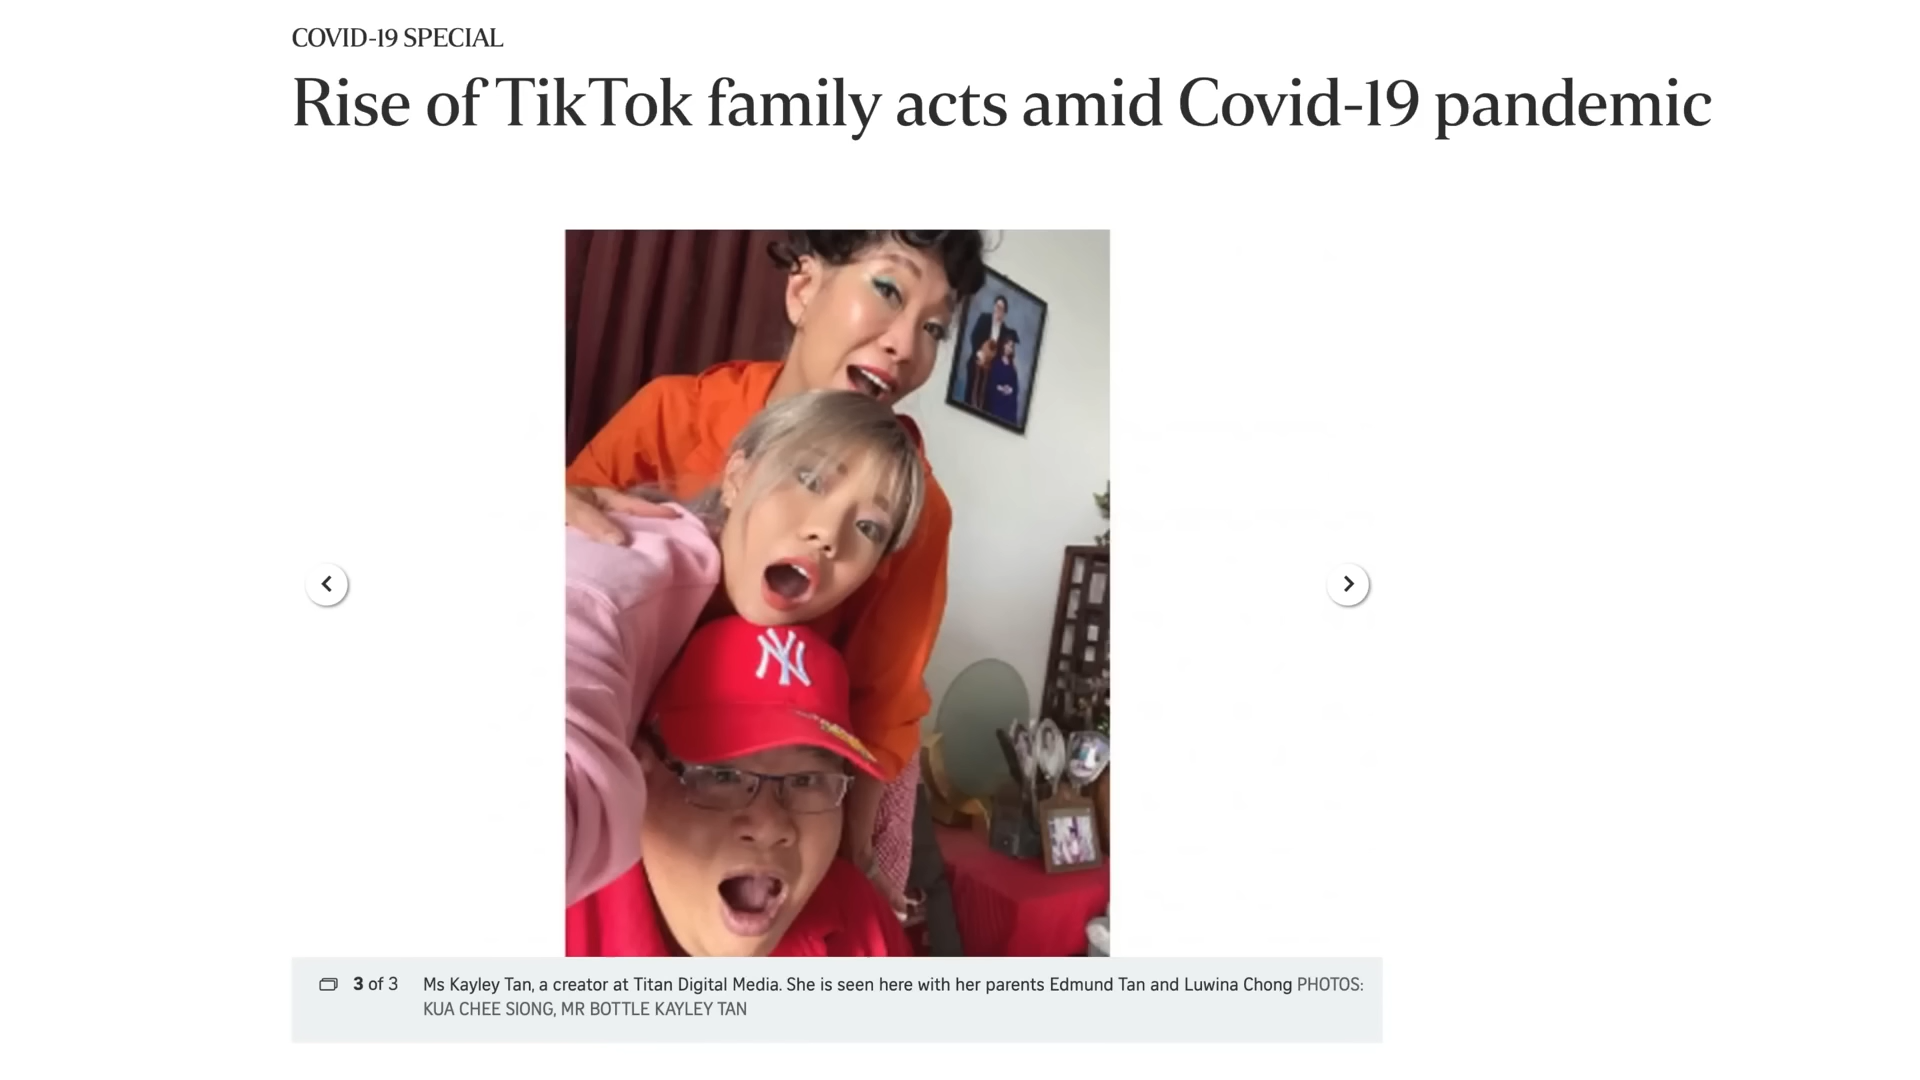 COVID-19 SPECIAL
Rise of TikTok family acts amid Covid-19 pandemic
NY
3 of 3
Ms Kayley Tan, a creator at Titan Digital Media. She is seen here with her parents Edmund Tan and Luwina Chong PHOTOS:
KUA CHEE SIONG, MR BOTTLE KAYLEY TAN